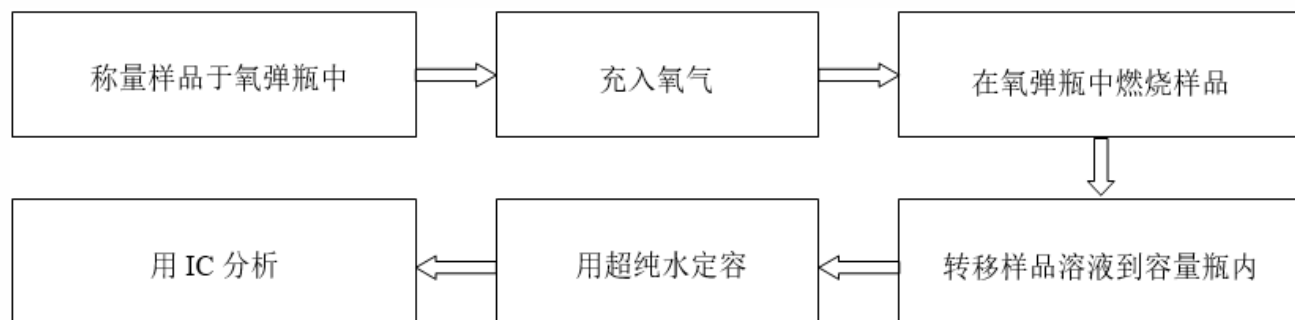 称量样品于氧弹瓶中
充入氧气
在氧弹瓶中燃烧样品
转移样品溶液到容量瓶内
用超纯水定容
用 IC 分析